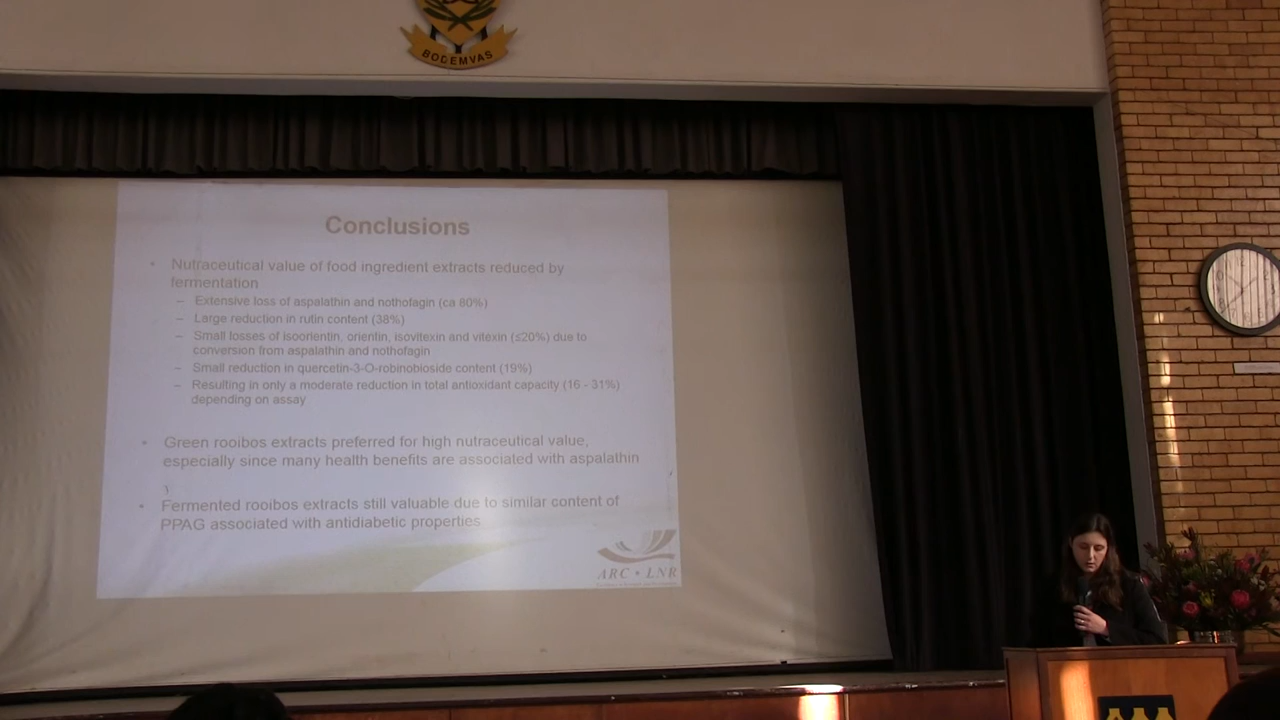 BODEMVAS
Conclusions
• Nutraceutical value of food ingredient extracts reduced by
fermentation
– Extensive loss of aspalathin and nothofagin (ca 80%)
– Large reduction in rutin content (38%)
– Small losses of isoorientin, orientin, isovitexin and vitexin (≤20%) due to
conversion from aspalathin and nothofagin
– Small reduction in quercetin-3-O-robinobioside content (19%)
– Resulting in only a moderate reduction in total antioxidant capacity (16 - 31%)
depending on assay
• Green rooibos extracts preferred for high nutraceutical value,
especially since many health benefits are associated with aspalathin
• Fermented rooibos extracts still valuable due to similar content of
PPAG associated with antidiabetic properties
ARC • LNR